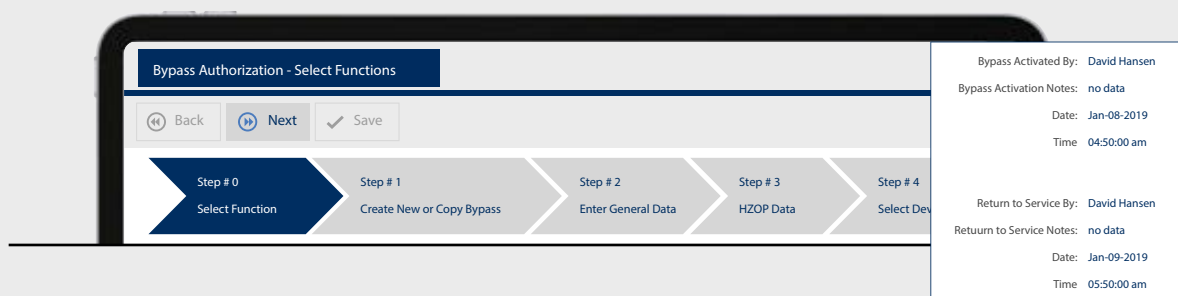 Bypass Authorization - Select Functions
Back
Next
Save
Step # 0
Select Function
Step # 1
Create New or Copy Bypass
Step # 2
Enter General Data
Step # 3
HZOP Data
Step # 4
Select Dev
Bypass Activated By: David Hansen
Bypass Activation Notes: no data
Date: Jan-08-2019
Time 04:50:00 am
Return to Service By: David Hansen
Retuurn to Service Notes: no data
Date: Jan-09-2019
Time 05:50:00 am